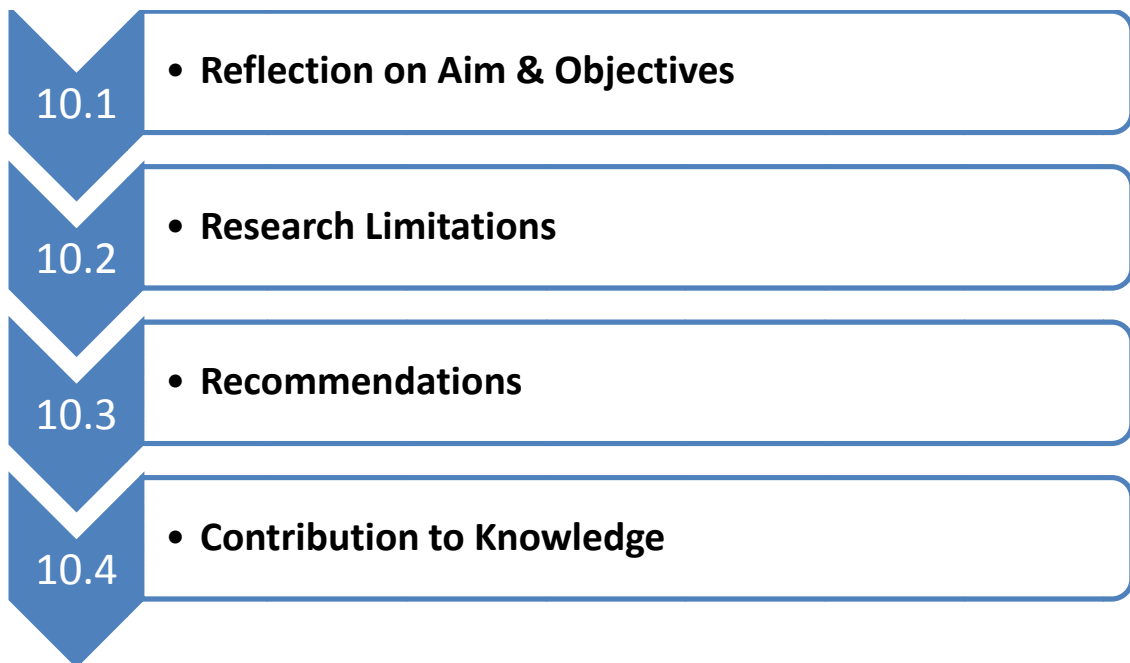 10.1
• Reflection on Aim & Objectives
10.2
• Research Limitations
10.3
• Recommendations
10.4
• Contribution to Knowledge